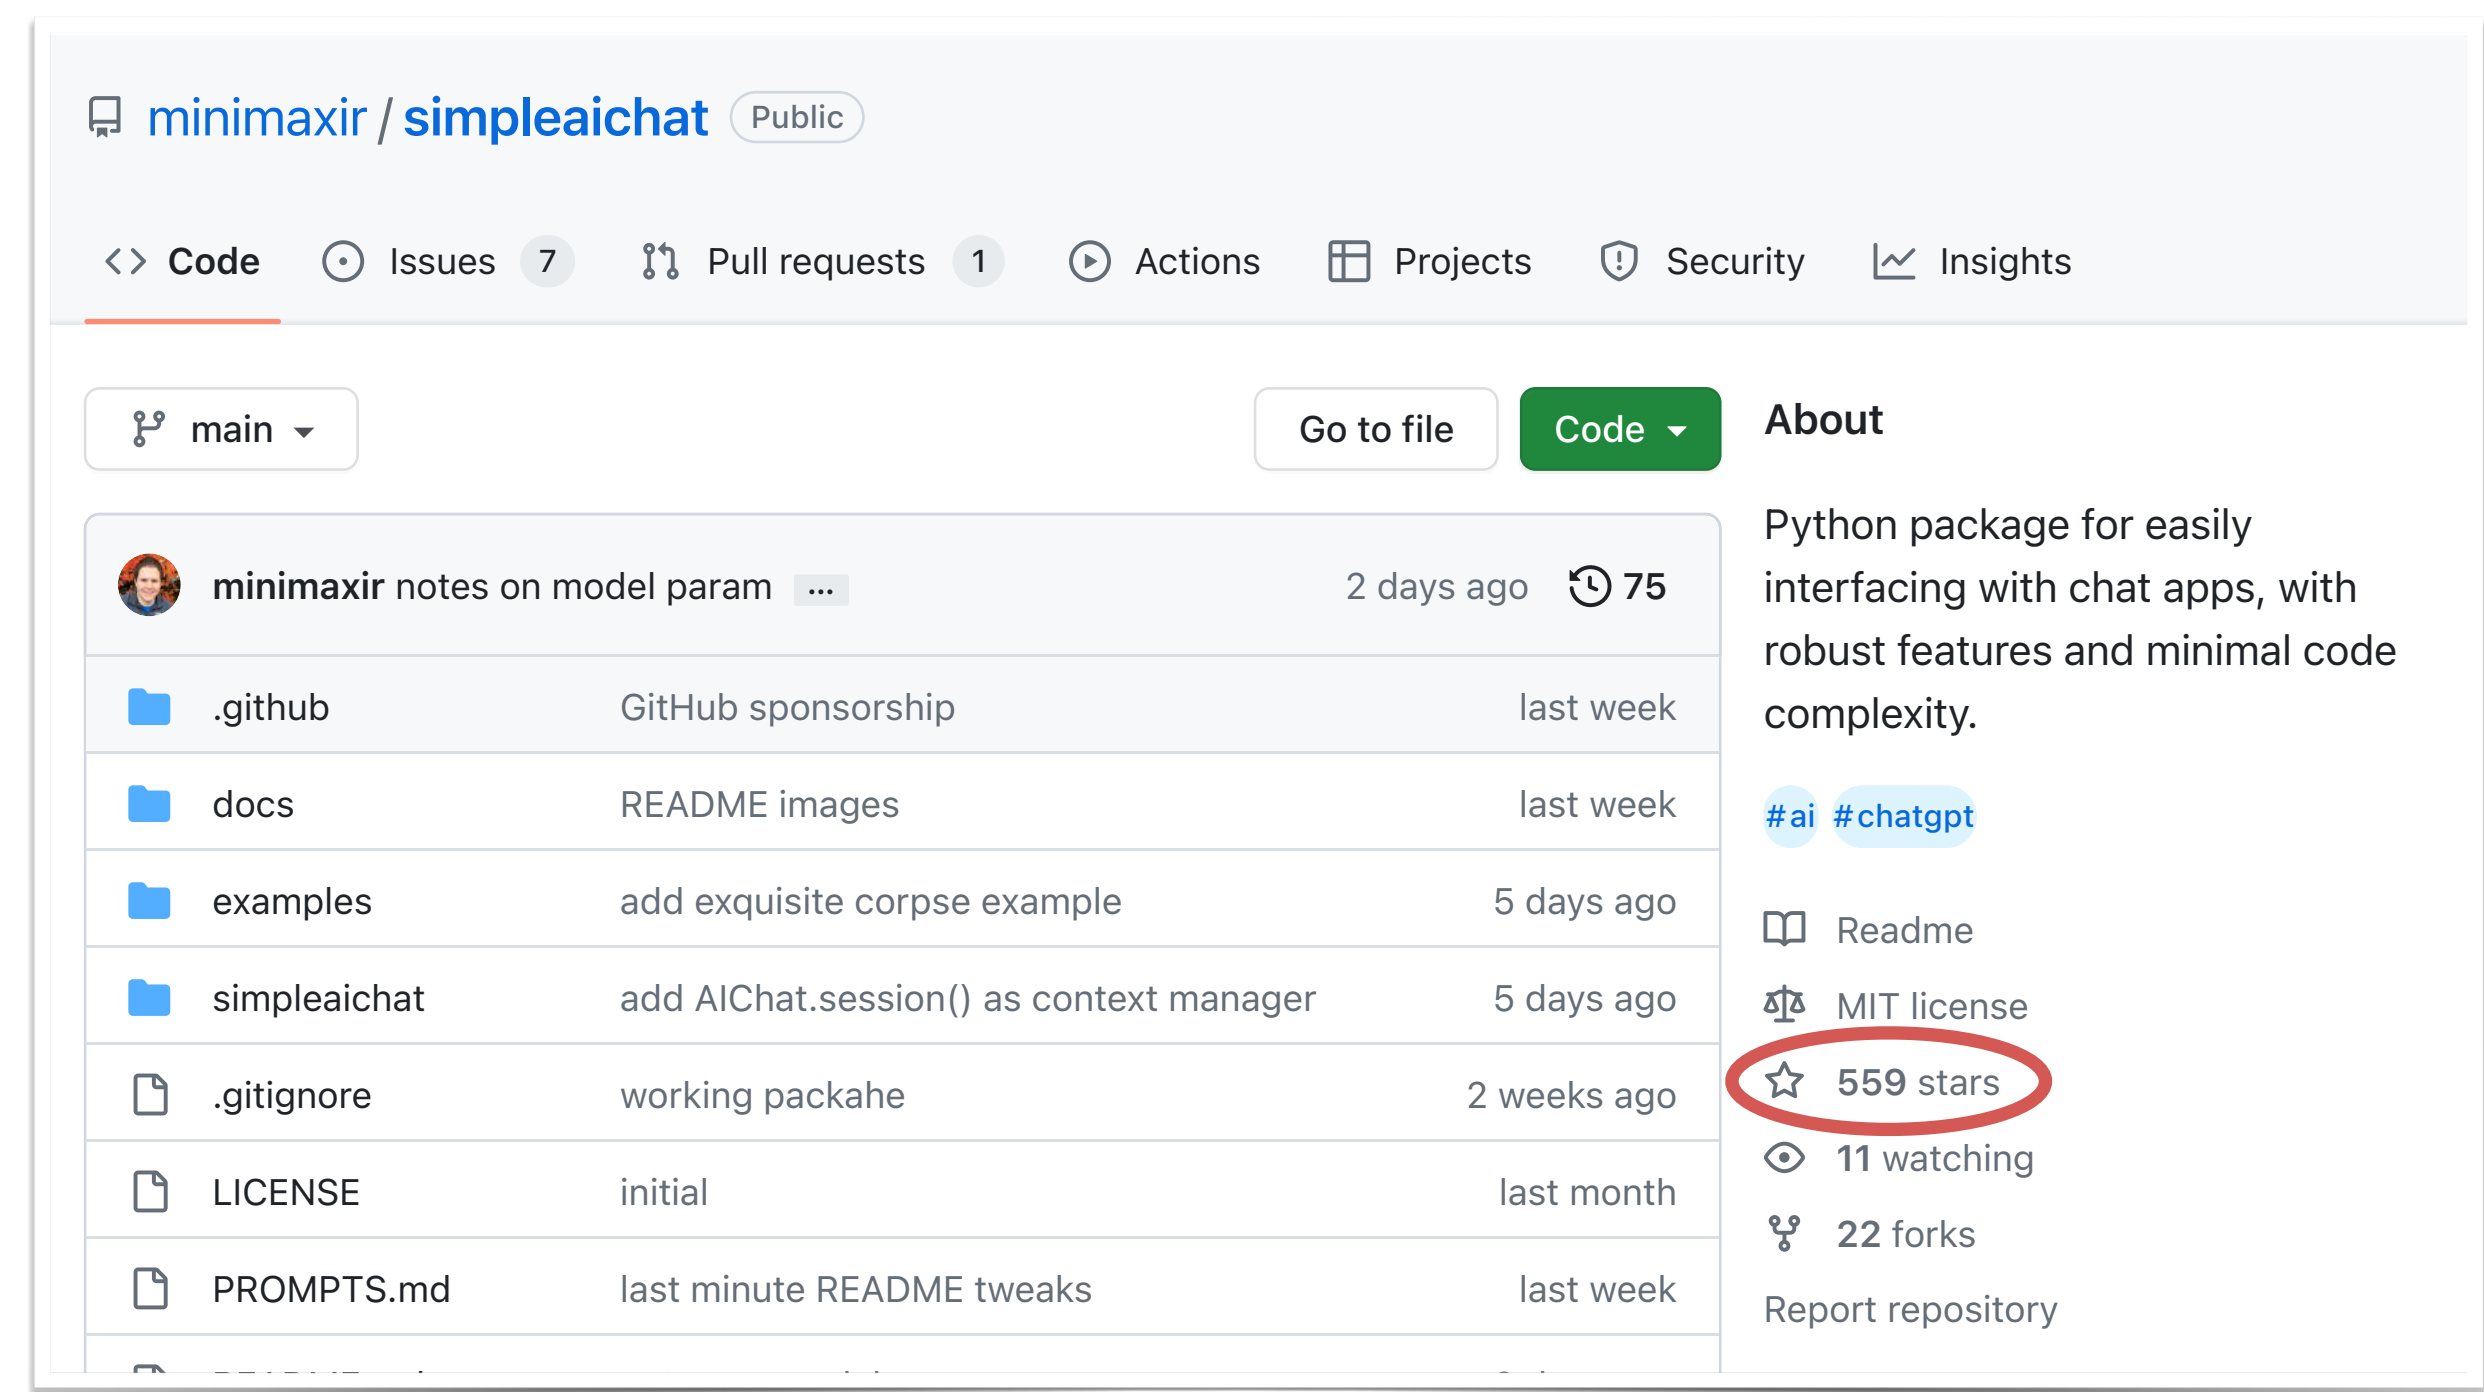 minimaxir / simpleaichat Public
Code Issues 7 Pull requests 1 Actions Projects Security Insights
main Go to file Code
minimaxir notes on model param ... 2 days ago 75
.github GitHub sponsorship last week
docs README images last week
examples add exquisite corpse example 5 days ago
simpleaichat add AIChat.session() as context manager 5 days ago
.gitignore working packahe 2 weeks ago
LICENSE initial last month
PROMPTS.md last minute README tweaks last week
About
Python package for easily
interfacing with chat apps, with
robust features and minimal code
complexity.
#ai #chatgpt
Readme
MIT license
559 stars
11 watching
22 forks
Report repository